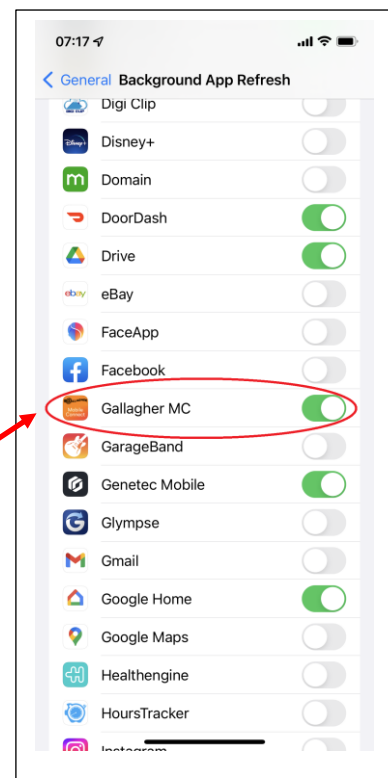 07:17
General Background App Refresh
Digi Clip
Disney+
Domain
DoorDash
Drive
eBay
FaceApp
Facebook
Gallagher MC
GarageBand
Genetec Mobile
Glympse
Gmail
Google Home
Google Maps
Healthengine
HoursTracker
Instagram